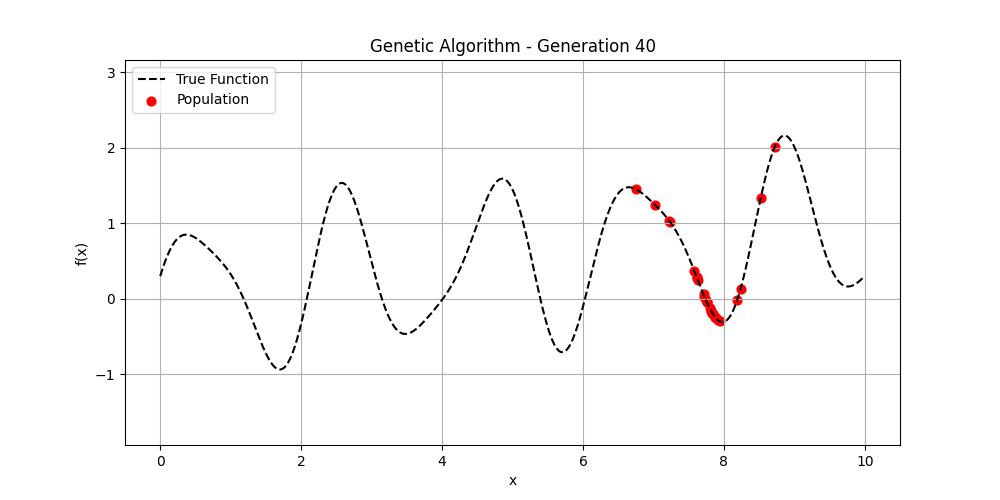 Genetic Algorithm - Generation 40
True Function
Population
3
2
1
0
−1
f(x)
0 2 4 6 8 10
x